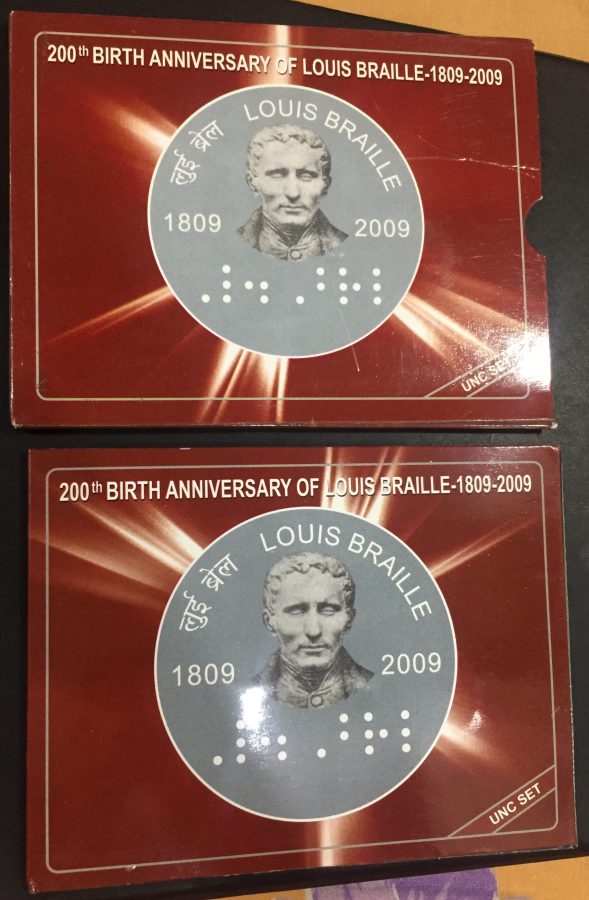 200th BIRTH ANNIVERSARY OF LOUIS BRAILLE-1809-2009
लुई ब्रेल LOUIS BRAILLE
1809 2009
UNC SET
200th BIRTH ANNIVERSARY OF LOUIS BRAILLE-1809-2009
लुई ब्रेल LOUIS BRAILLE
1809 2009
UNC SET